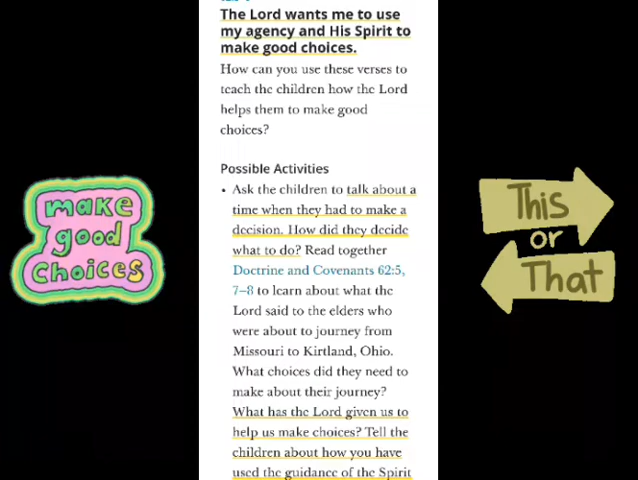 The Lord wants me to use
my agency and His Spirit to
make good choices.
How can you use these verses to
teach the children how the Lord
helps them to make good
choices?
Possible Activities
• Ask the children to talk about a
time when they had to make a
decision. How did they decide
what to do? Read together
Doctrine and Covenants 62:5,
7–8 to learn about what the
Lord said to the elders who
were about to journey from
Missouri to Kirtland, Ohio.
What choices did they need to
make about their journey?
What has the Lord given us to
help us make choices? Tell the
children about how you have
used the guidance of the Spirit
make
good
choices
This
or
That